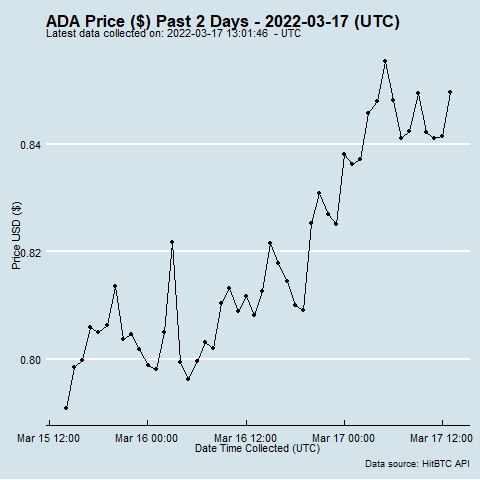 ADA Price ($) Past 2 Days - 2022-03-17 (UTC)
Latest data collected on: 2022-03-17 13:01:46 - UTC
0.84
0.82
0.80
Price USD ($)
Mar 15 12:00 Mar 16 00:00 Mar 16 12:00 Mar 17 00:00 Mar 17 12:00
Date Time Collected (UTC)
Data source: HitBTC API